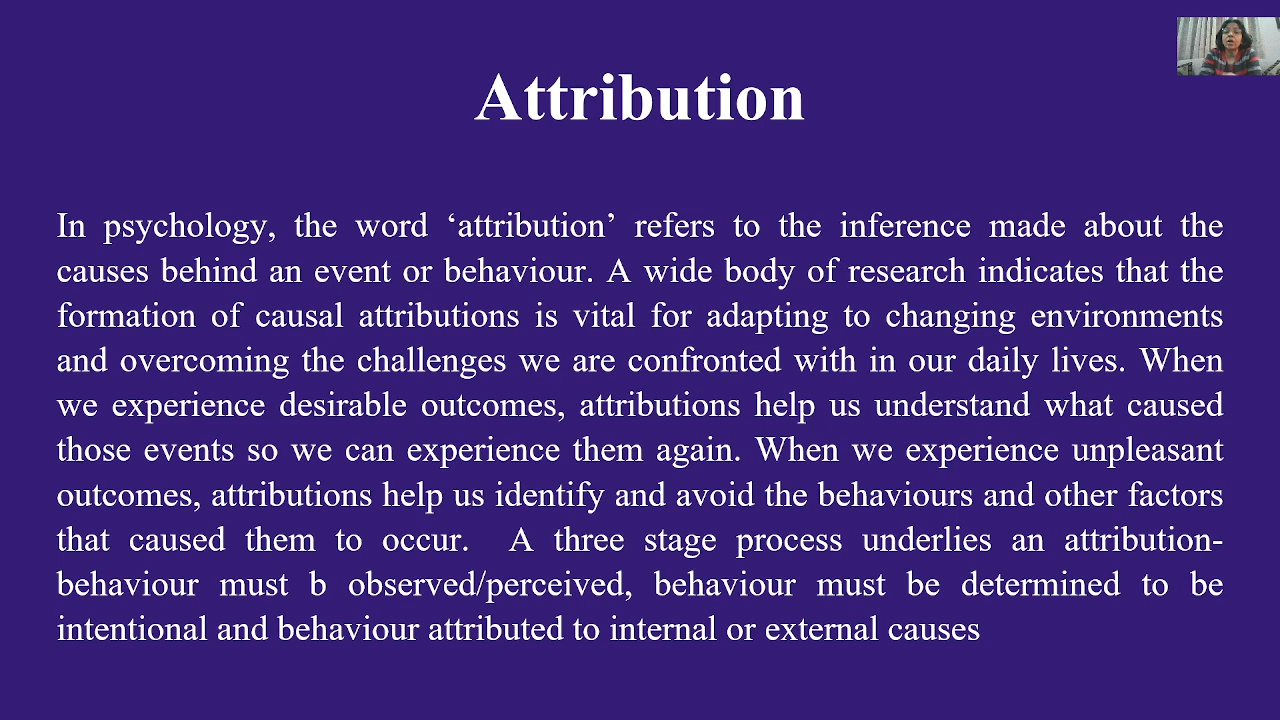 Attribution
In psychology, the word ‘attribution’ refers to the inference made about the
causes behind an event or behaviour. A wide body of research indicates that the
formation of causal attributions is vital for adapting to changing environments
and overcoming the challenges we are confronted with in our daily lives. When
we experience desirable outcomes, attributions help us understand what caused
those events so we can experience them again. When we experience unpleasant
outcomes, attributions help us identify and avoid the behaviours and other factors
that caused them to occur.  A three stage process underlies an attribution-
behaviour must b observed/perceived, behaviour must be determined to be
intentional and behaviour attributed to internal or external causes